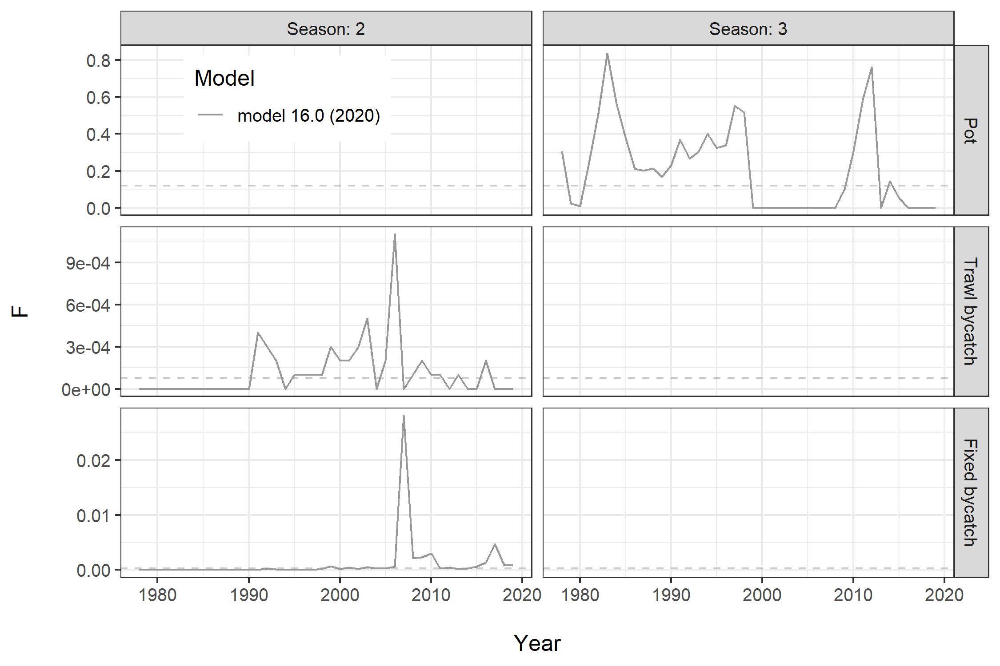 Season: 2
Season: 3
Model
model 16.0 (2020)
0.8
0.6
0.4
0.2
0.0
Pot
9e-04
6e-04
3e-04
0e+00
Trawl bycatch
0.02
0.01
0.00
Fixed bycatch
F
1980 1990 2000 2010 2020 1980 1990 2000 2010 2020
Year